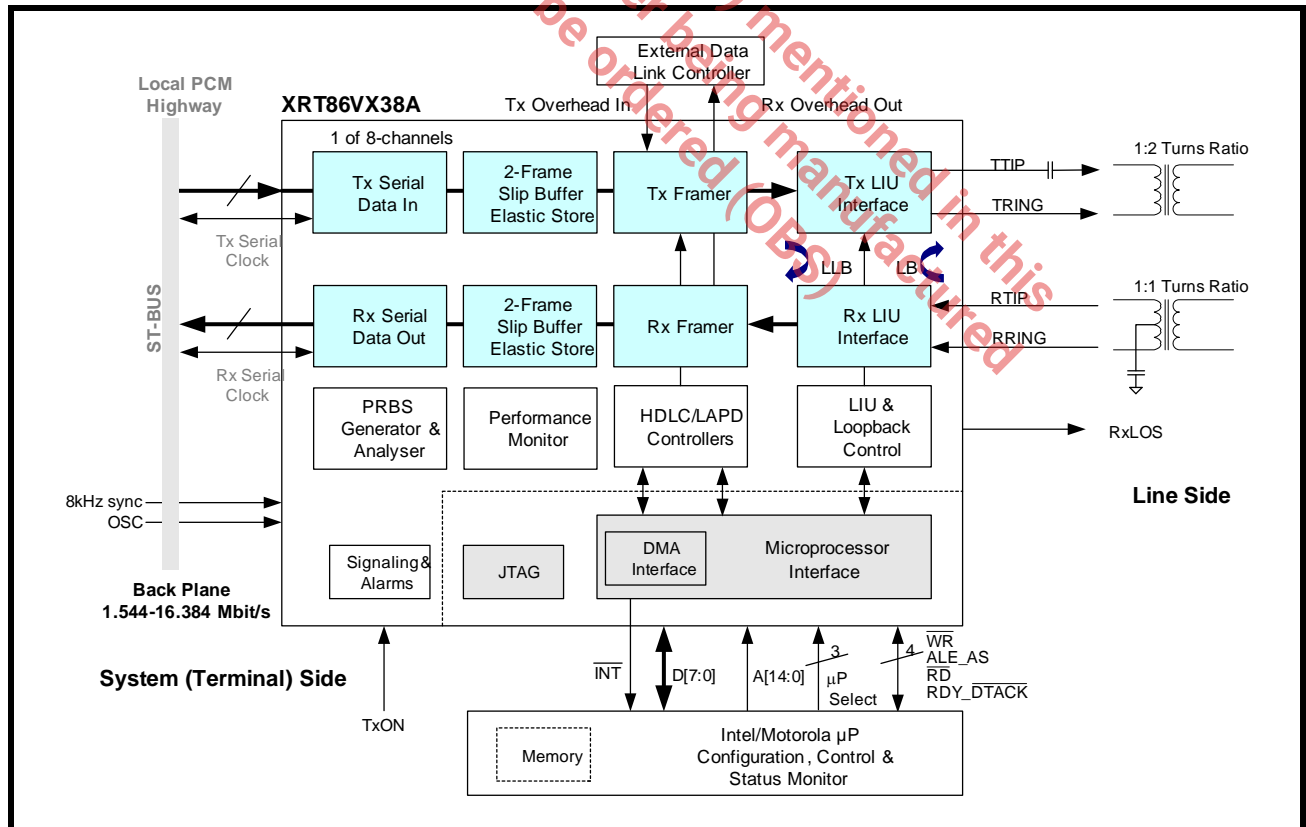 External Data
Link Controller
Local PCM
Highway
XRT86VX38A
Tx Overhead In
Rx Overhead Out
1 of 8-channels
Tx Serial
Data In
2-Frame
Slip Buffer
Elastic Store
Tx Framer
Tx LIU
Interface
TTIP
TRING
1:2 Turns Ratio
Tx Serial
Clock
LLB
LB
ST-BUS
Rx Serial
Data Out
2-Frame
Slip Buffer
Elastic Store
Rx Framer
Rx LIU
Interface
RTIP
RRING
1:1 Turns Ratio
Rx Serial
Clock
PRBS
Generator &
Analyser
Performance
Monitor
HDLC/LAPD
Controllers
LIU &
Loopback
Control
RxLOS
8kHz sync
OSC
Line Side
Signaling &
Alarms
JTAG
DMA
Interface
Microprocessor
Interface
Back Plane
1.544-16.384 Mbit/s
System (Terminal) Side
TxON
INT
D[7:0]
A[14:0]
3
µP
Select
4
WR
ALE_AS
RD
RDY_DTACK
Memory
Intel/Motorola µP
Configuration, Control &
Status Monitor
mentioned in this
being manufactured
be ordered (OBS)